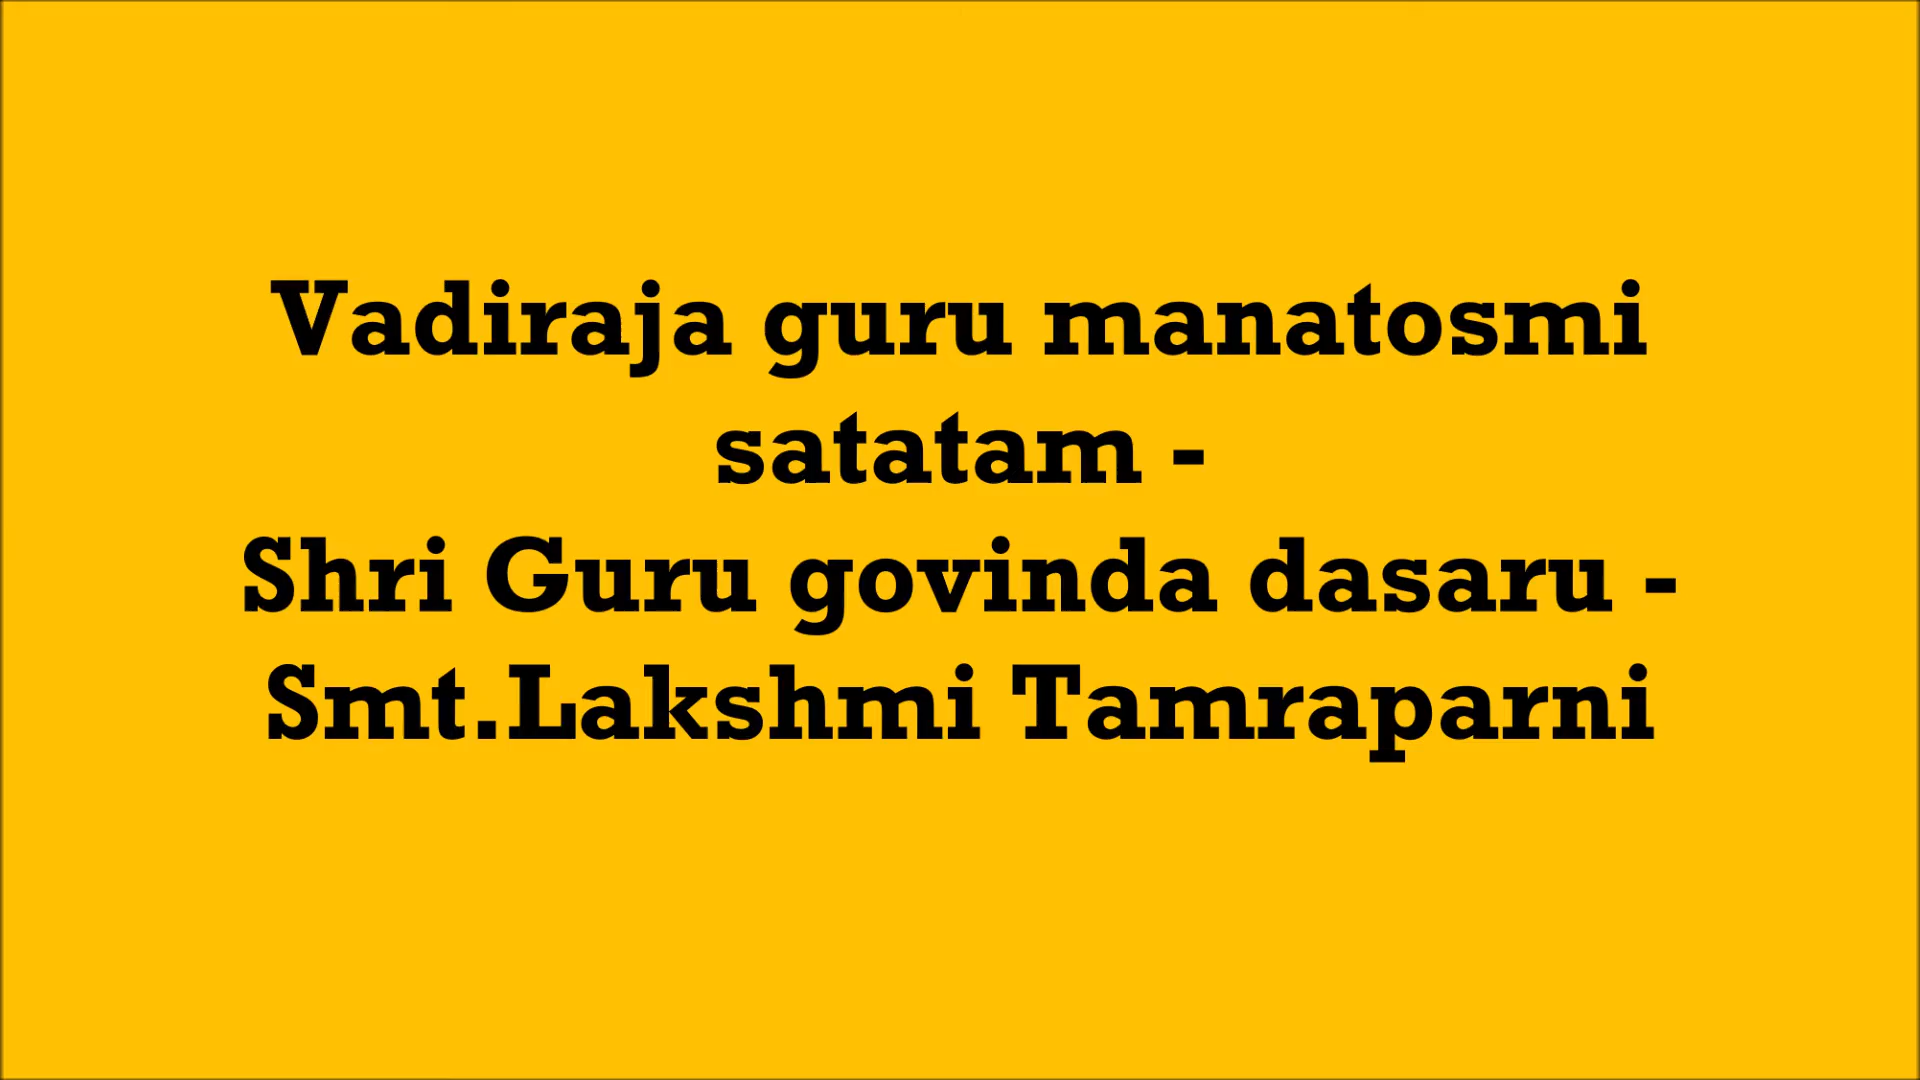 Vadiraja guru manatosmi
satatam -
Shri Guru govinda dasaru -
Smt.Lakshmi Tamraparni